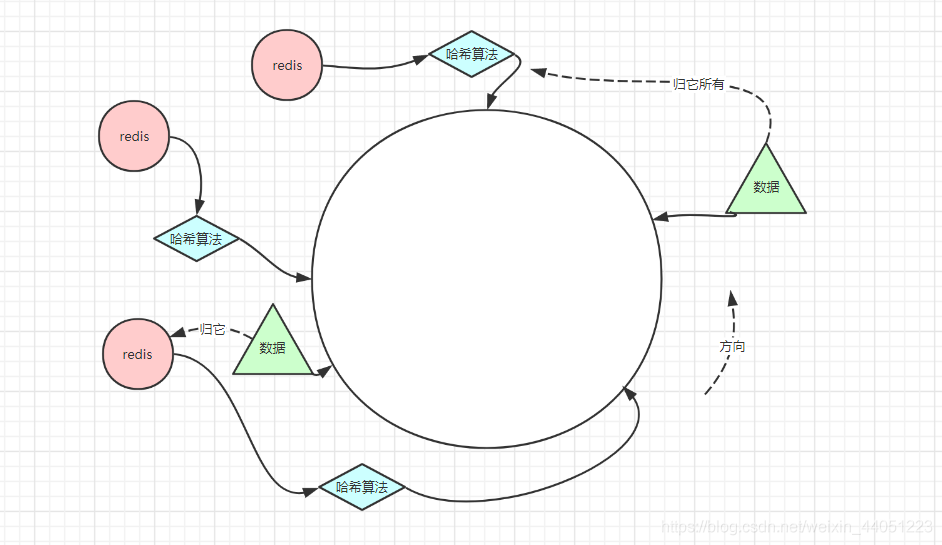 redis
哈希算法
归它所有
redis
数据
哈希算法
归它
数据
redis
方向
哈希算法
https://blog.csdn.net/weixin_44051223